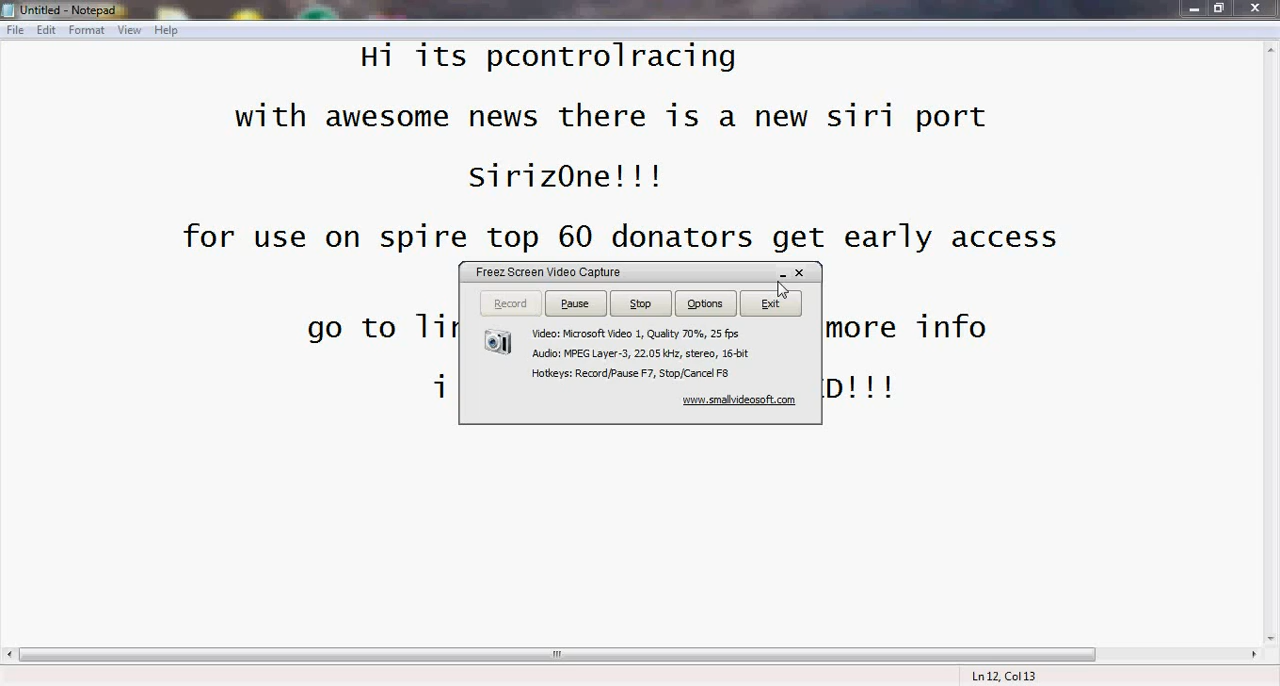 Untitled - Notepad
File Edit Format View Help
Hi its pcontrolracing
with awesome news there is a new siri port
Siriz0ne!!!
for use on spire top 60 donators get early access
Freez Screen Video Capture
Record Pause Stop Options Exit
go to more info
Video: Microsoft Video 1, Quality 70%, 25 fps
Audio: MPEG Layer-3, 22.05 kHz, stereo, 16-bit
Hotkeys: Record/Pause F7, Stop/Cancel F8
i
www.smallvideosoft.com
Ln 12, Col 13